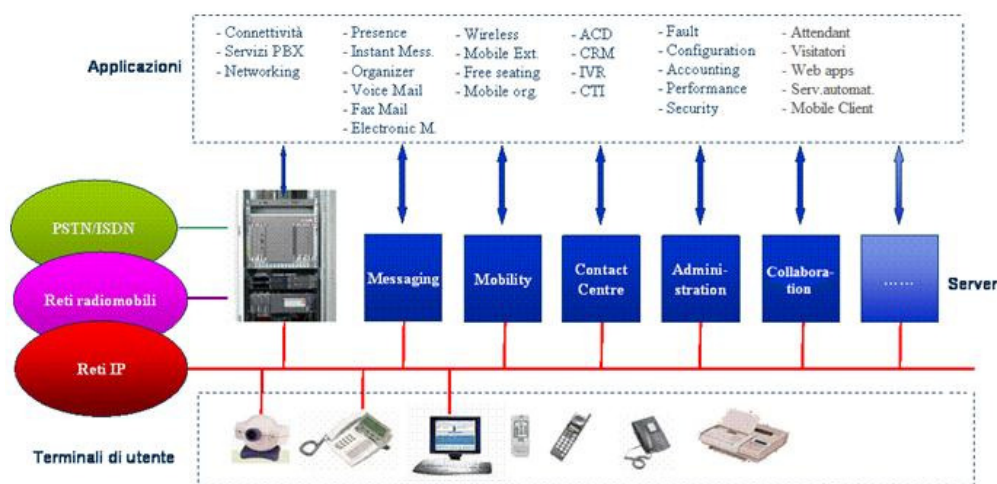 Applicazioni
- Connettività
- Servizi PBX
- Networking
- Presence
- Instant Mess.
- Organizer
- Voice Mail
- Fax Mail
- Electronic M.
- Wireless
- Mobile Ext.
- Free seating
- Mobile org.
- ACD
- CRM
- IVR
- CTI
- Fault
- Configuration
- Accounting
- Performance
- Security
- Attendant
- Visitatori
- Web apps
- Serv.automat.
- Mobile Client
PSTN/ISDN
Reti radiomobili
Reti IP
Messaging
Mobility
Contact
Centre
Admini-
stration
Collabora-
tion
……
Server
Terminali di utente